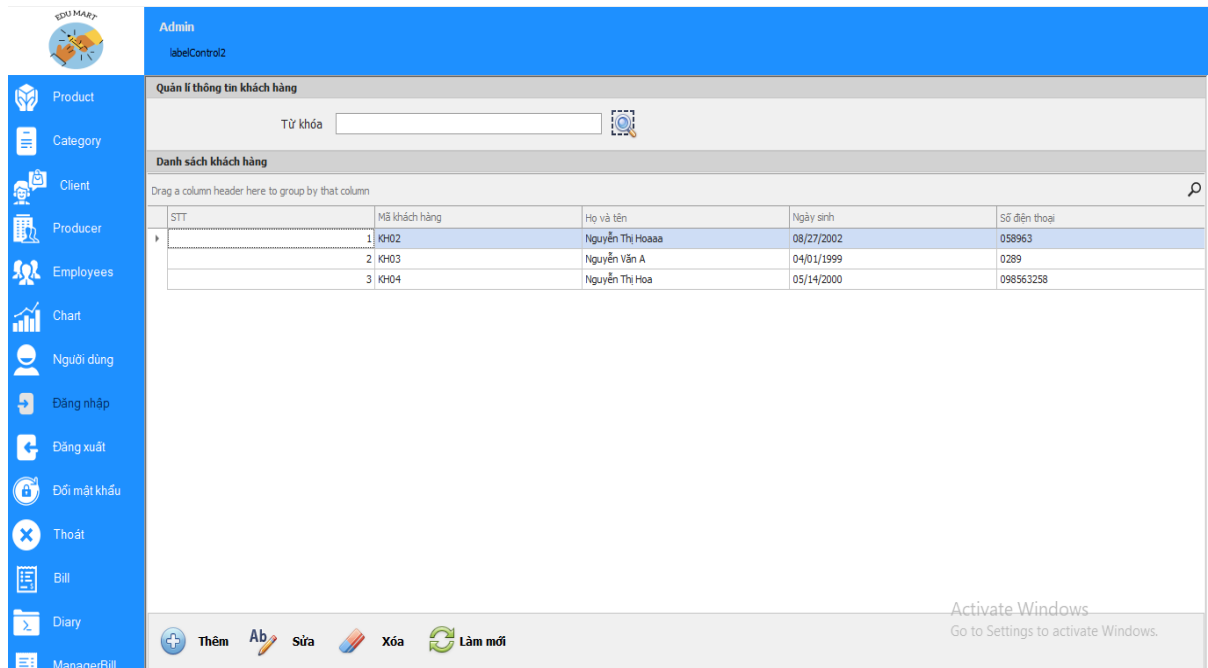 EDU MART
Admin
labelControl2
Product
Category
Client
Producer
Employees
Chart
Người dùng
Đăng nhập
Đăng xuất
Đổi mật khẩu
Thoát
Bill
Diary
ManagerBill
Quản lí thông tin khách hàng
Từ khóa
Danh sách khách hàng
Drag a column header here to group by that column
STT Mã khách hàng Họ và tên Ngày sinh Số điện thoại
1 KH02 Nguyễn Thị Hoaaa 08/27/2002 058963
2 KH03 Nguyễn Văn A 04/01/1999 0289
3 KH04 Nguyễn Thị Hoa 05/14/2000 098563258
Thêm Ab Sửa Xóa Làm mới
Activate Windows
Go to Settings to activate Windows.